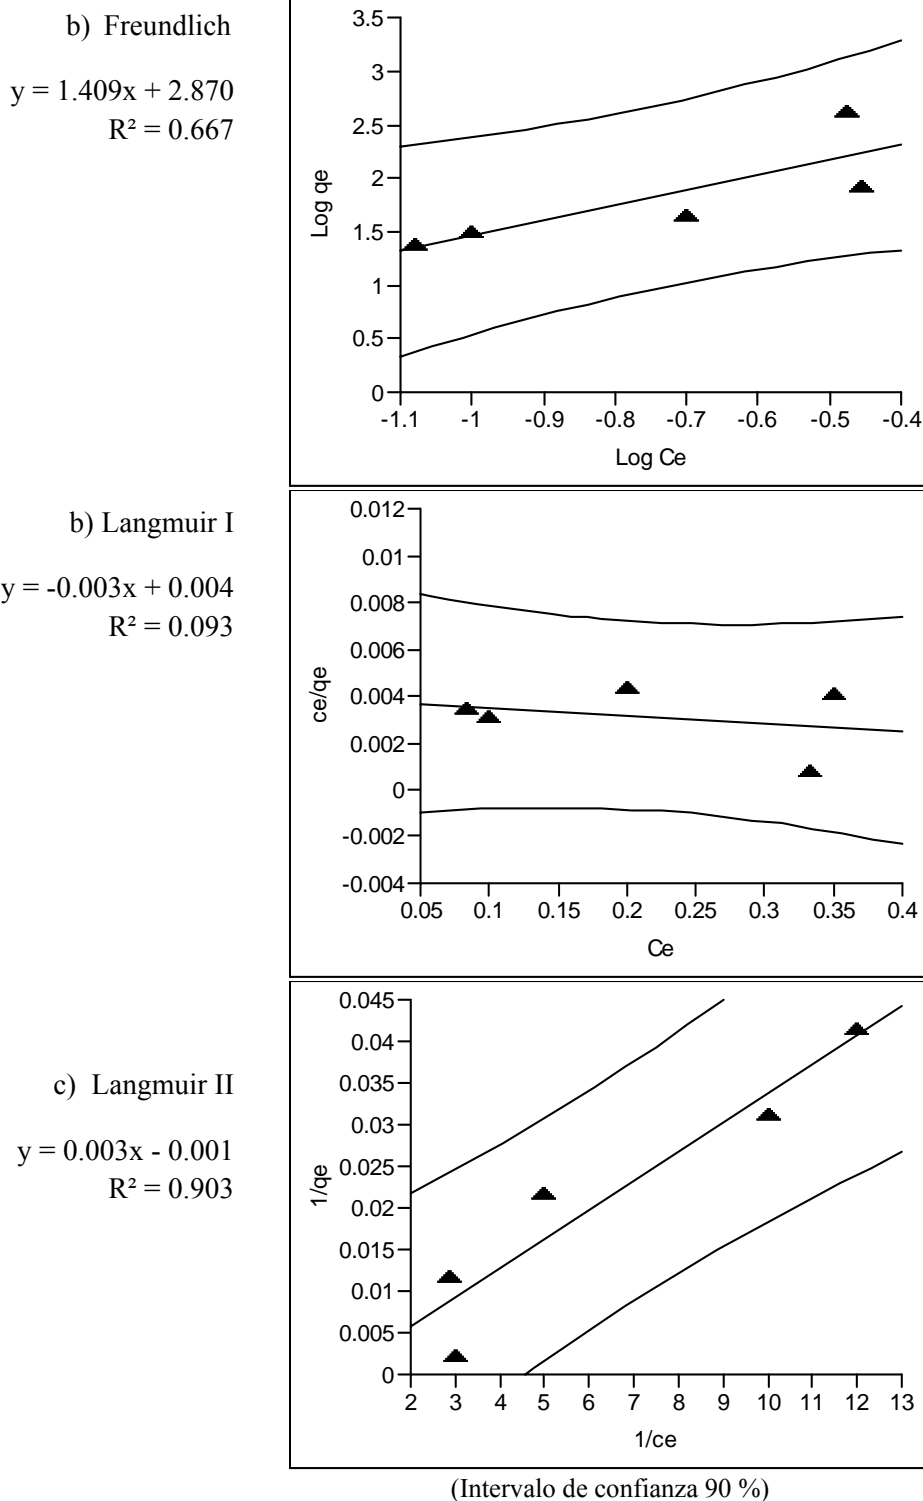 b) Freundlich
y = 1.409x + 2.870
R² = 0.667
3.5
3
2.5
2
1.5
1
0.5
0
Log qe
-1.1 -1 -0.9 -0.8 -0.7 -0.6 -0.5 -0.4
Log Ce
b) Langmuir I
y = -0.003x + 0.004
R² = 0.093
0.012
0.01
0.008
0.006
0.004
0.002
0
-0.002
-0.004
ce/qe
0.05 0.1 0.15 0.2 0.25 0.3 0.35 0.4
Ce
c) Langmuir II
y = 0.003x - 0.001
R² = 0.903
0.045
0.04
0.035
0.03
0.025
0.02
0.015
0.01
0.005
0
1/qe
2 3 4 5 6 7 8 9 10 11 12 13
1/ce
(Intervalo de confianza 90 %)